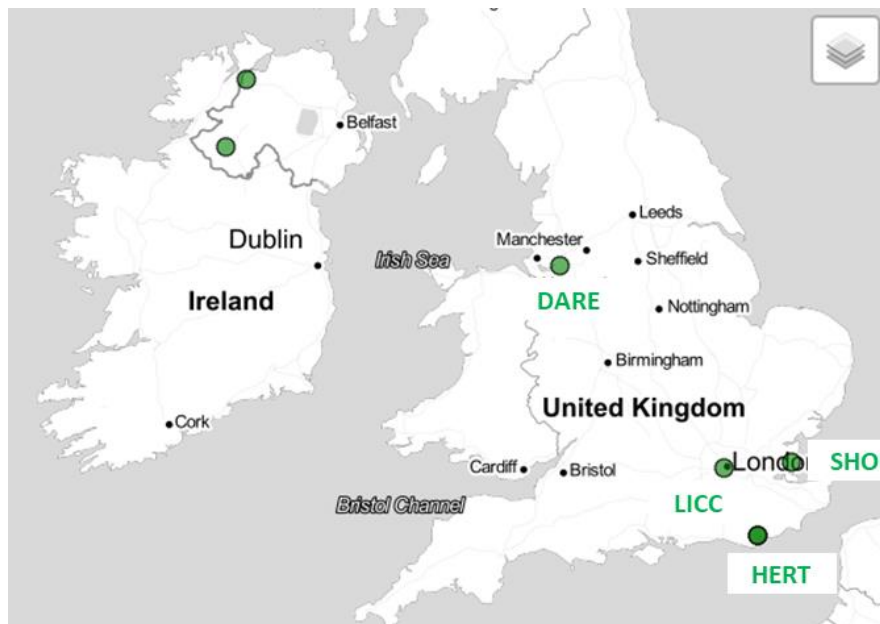 Belfast
Leeds
Dublin
Manchester
Irish Sea
Sheffield
DARE
Ireland
Nottingham
Birmingham
United Kingdom
Cork
London
SHO
Cardiff
Bristol
Bristol Channel
LICC
HERT